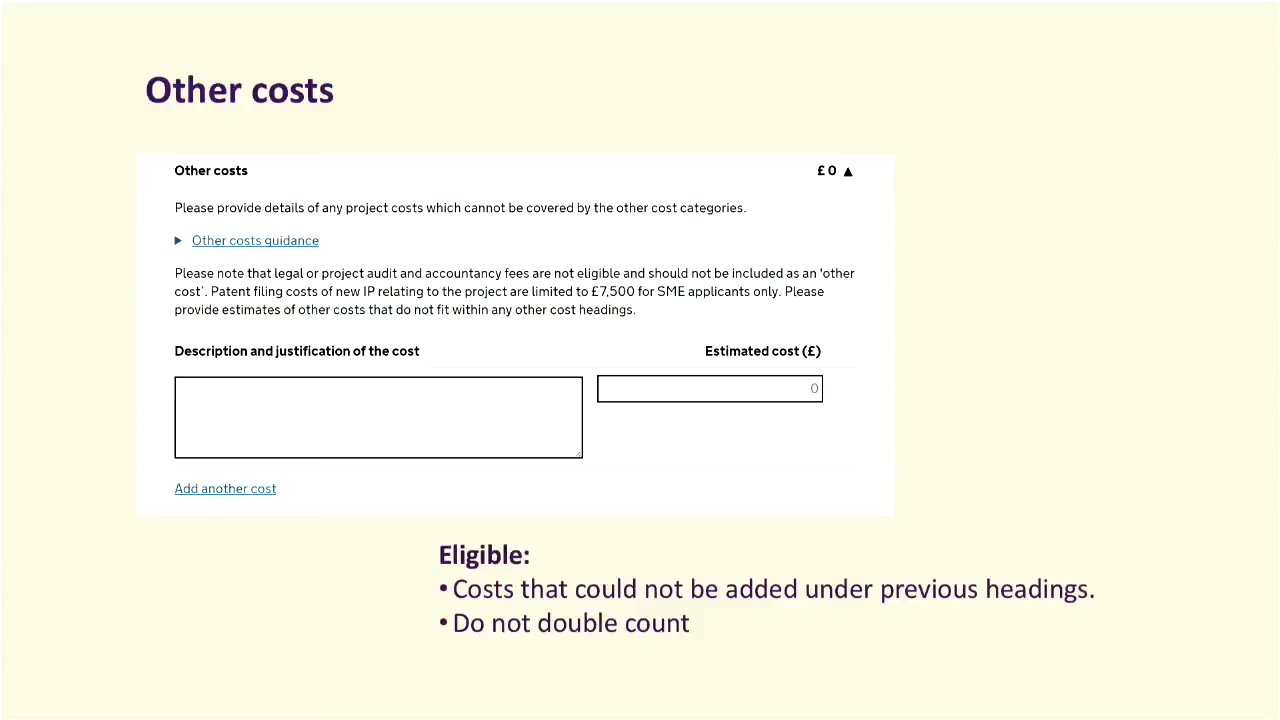 Other costs
Other costs £ 0 ▲
Please provide details of any project costs which cannot be covered by the other cost categories.
▶ Other costs guidance
Please note that legal or project audit and accountancy fees are not eligible and should not be included as an 'other
cost'. Patent filing costs of new IP relating to the project are limited to £7,500 for SME applicants only. Please
provide estimates of other costs that do not fit within any other cost headings.
Description and justification of the cost Estimated cost (£)
0
Add another cost
Eligible:
• Costs that could not be added under previous headings.
• Do not double count